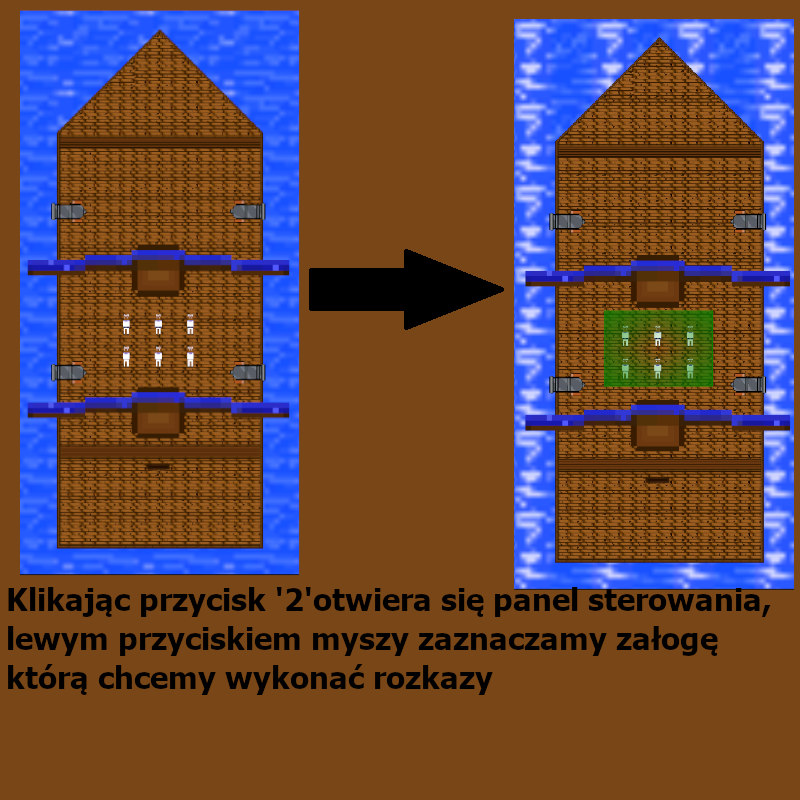 Klikając przycisk '2'otwiera się panel sterowania,
lewym przyciskiem myszy zaznaczamy załogę
którą chcemy wykonać rozkazy